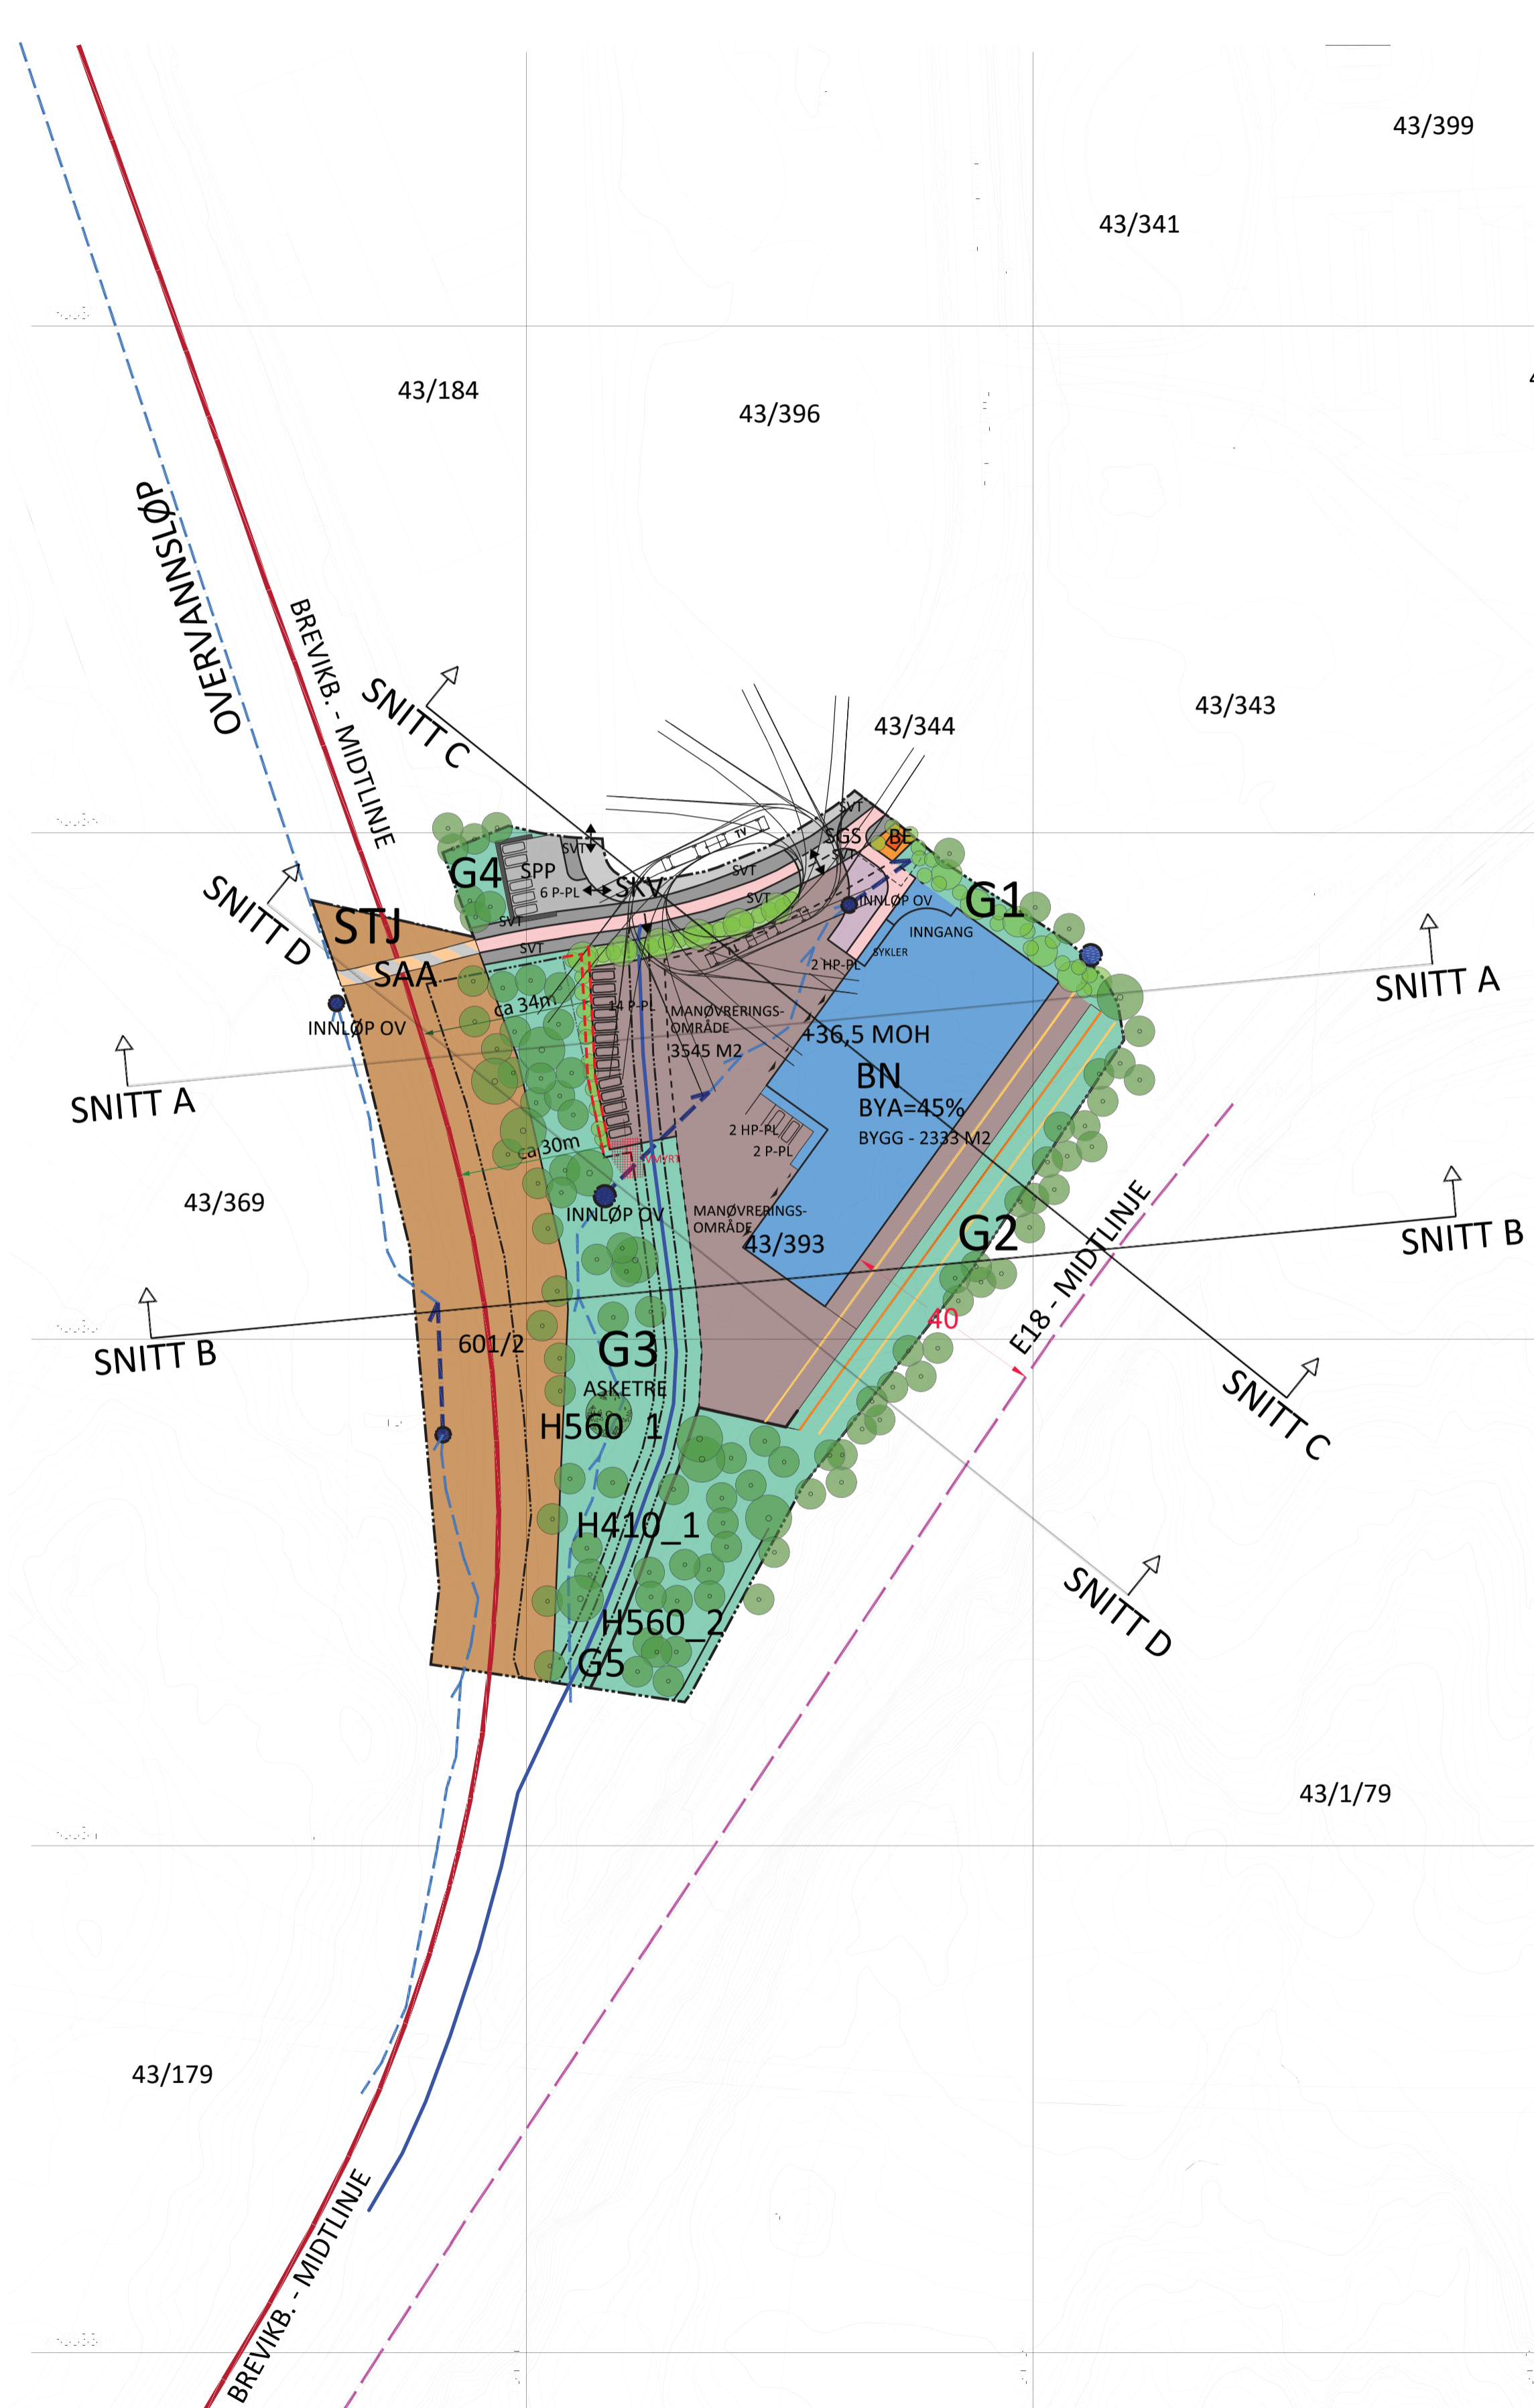 43/399
43/341
43/184
43/396
OVERVANNSLØP
BREVIKB. - MIDTLINJE
SNITT C
43/344
43/343
SVT
SGS
BE
SVT
SVT
SPP
6 P-PL
SKV
SVT
SVT
TV
G4
SVT
SVT
TV
G1
INNLØP OV
INNGANG
SYKLER
2 HP-PL
SNITT D
STJ
SAA
INNLØP OV
ca 34m
14 P-PL
MANØVRERINGS-
OMRÅDE
3545 M2
+36,5 MOH
BN
BYA=45%
BYGG - 2333 M2
SNITT A
SNITT A
2 HP-PL
2 P-PL
ca 30m
43/369
INNLØP OV
MANØVRERINGS-
OMRÅDE
43/393
G2
E18 - MIDTLINJE
SNITT B
SNITT B
40
601/2
G3
ASKETRE
H560_1
SNITT C
H410_1
H560_2
G5
SNITT D
43/1/79
43/179
BREVIKB. - MIDTLINJE